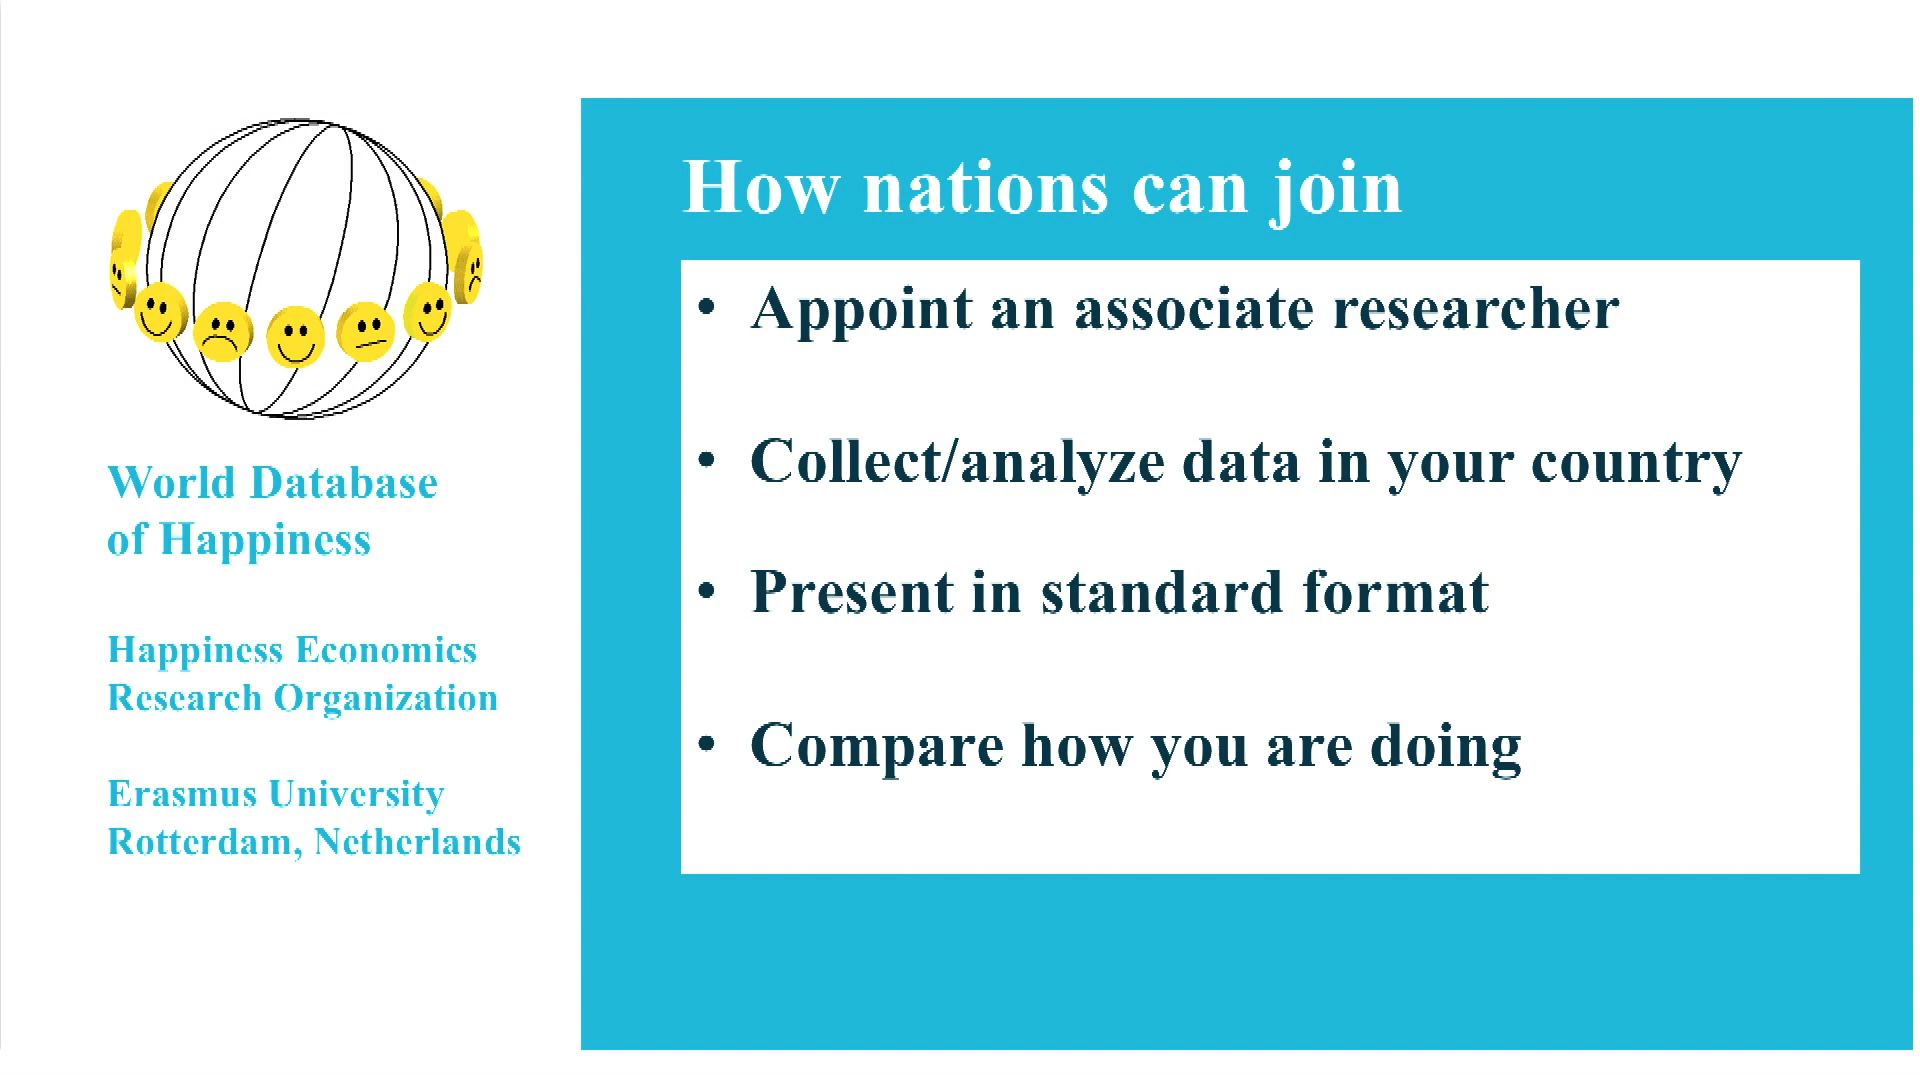 World Database
of Happiness
Happiness Economics
Research Organization
Erasmus University
Rotterdam, Netherlands
How nations can join
• Appoint an associate researcher
• Collect/analyze data in your country
• Present in standard format
• Compare how you are doing